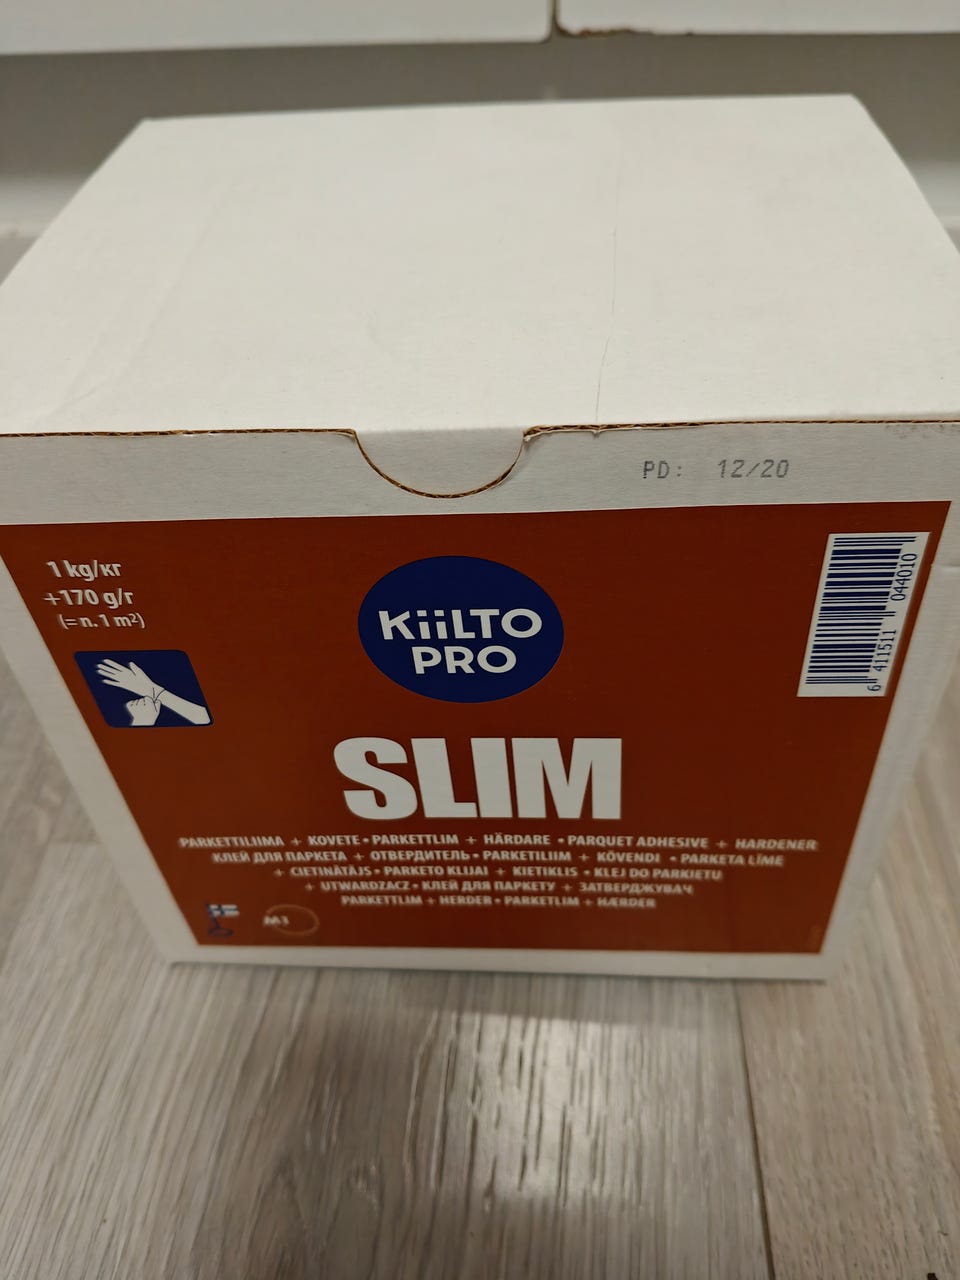 PD: 12/20
1 kg/кг
+170 g/г
(= n. 1 m²)
KiiLTO
PRO
6 411511 044010
SLIM
PARKETTILIIMA + KOVETE • PARKETTLIM + HÄRDARE • PARQUET ADHESIVE + HARDENER
КЛЕЙ ДЛЯ ПАРКЕТА + ОТВЕРДИТЕЛЬ • PARKETILIIM + KÕVENDI • PARKETA LĪME
+ CIETINĀTĀJS • PARKETO KLIJAI + KIETIKLIS • KLEJ DO PARKIETU
+ UTWARDZACZ • КЛЕЙ ДЛЯ ПАРКЕТУ + ЗАТВЕРДЖУВАЧ
PARKETTLIM + HERDER • PARKETLIM + HÆRDER
M1